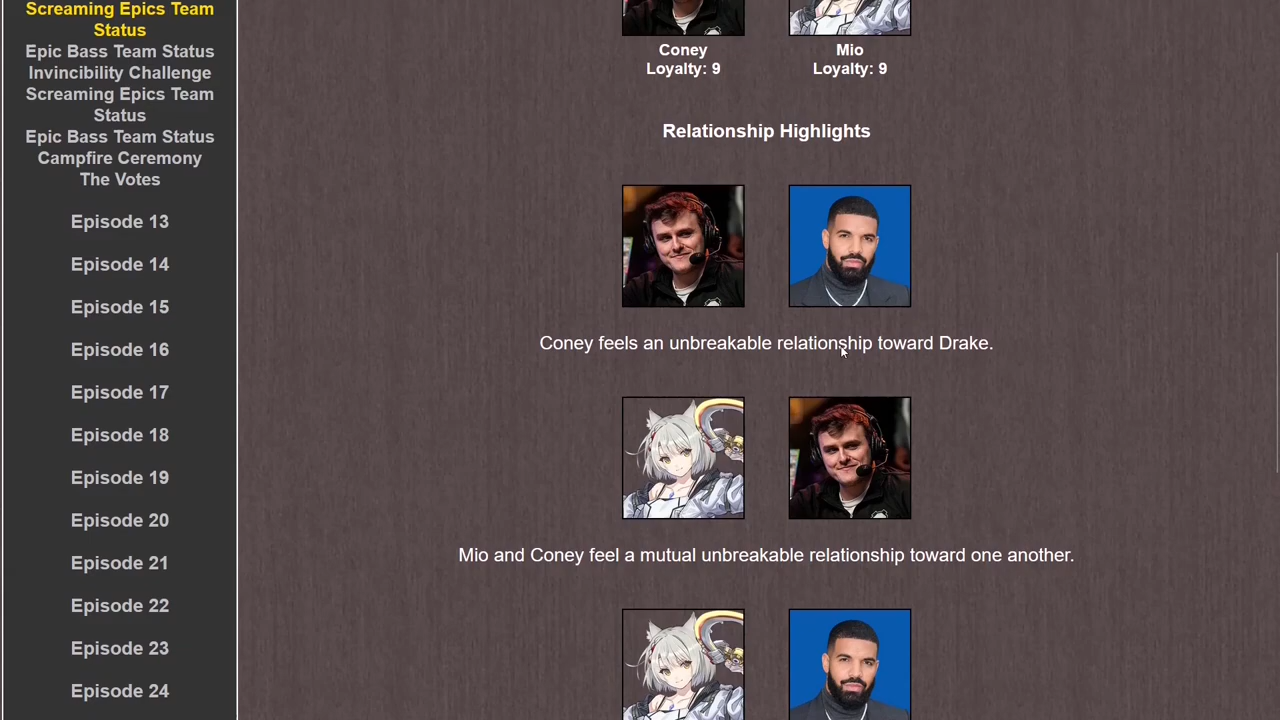 Screaming Epics Team
Status
Epic Bass Team Status
Invincibility Challenge
Screaming Epics Team
Status
Epic Bass Team Status
Campfire Ceremony
The Votes
Episode 13
Episode 14
Episode 15
Episode 16
Episode 17
Episode 18
Episode 19
Episode 20
Episode 21
Episode 22
Episode 23
Episode 24
Coney
Loyalty: 9
Mio
Loyalty: 9
Relationship Highlights
Coney feels an unbreakable relationship toward Drake.
Mio and Coney feel a mutual unbreakable relationship toward one another.